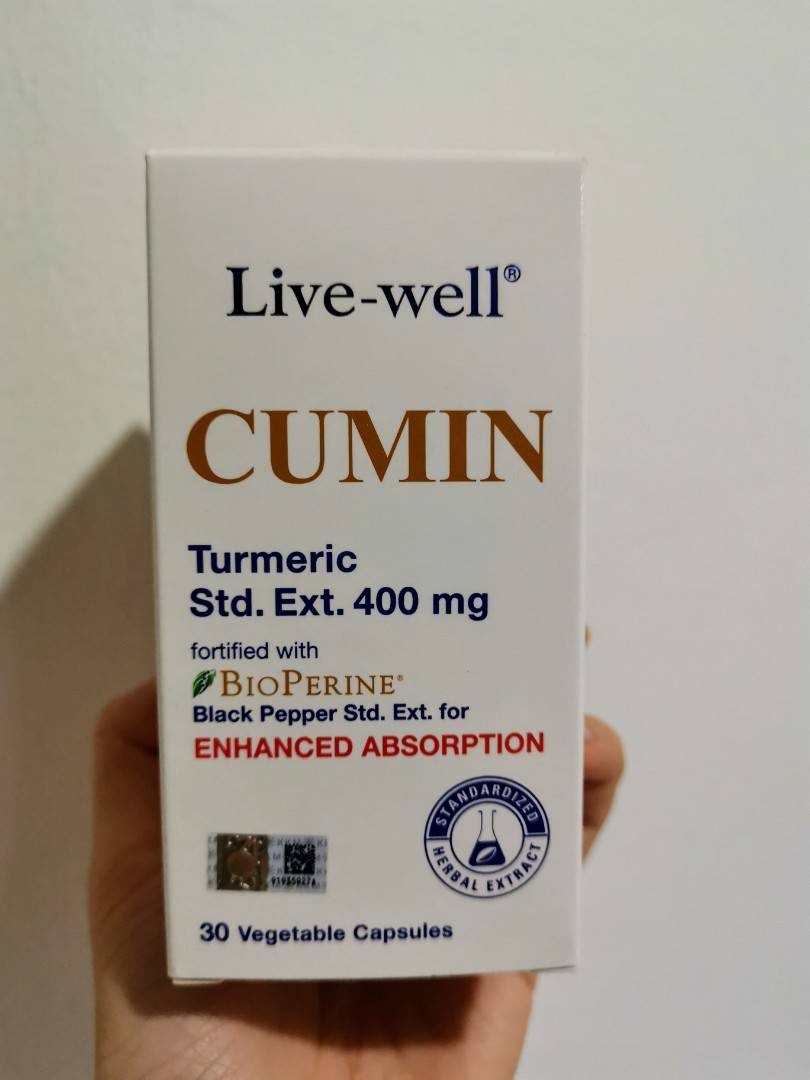 Live-well®
CUMIN
Turmeric
Std. Ext. 400 mg
fortified with
BIOPERINE®
Black Pepper Std. Ext. for
ENHANCED ABSORPTION
STANDARDIZED
HERBAL EXTRACT
30 Vegetable Capsules